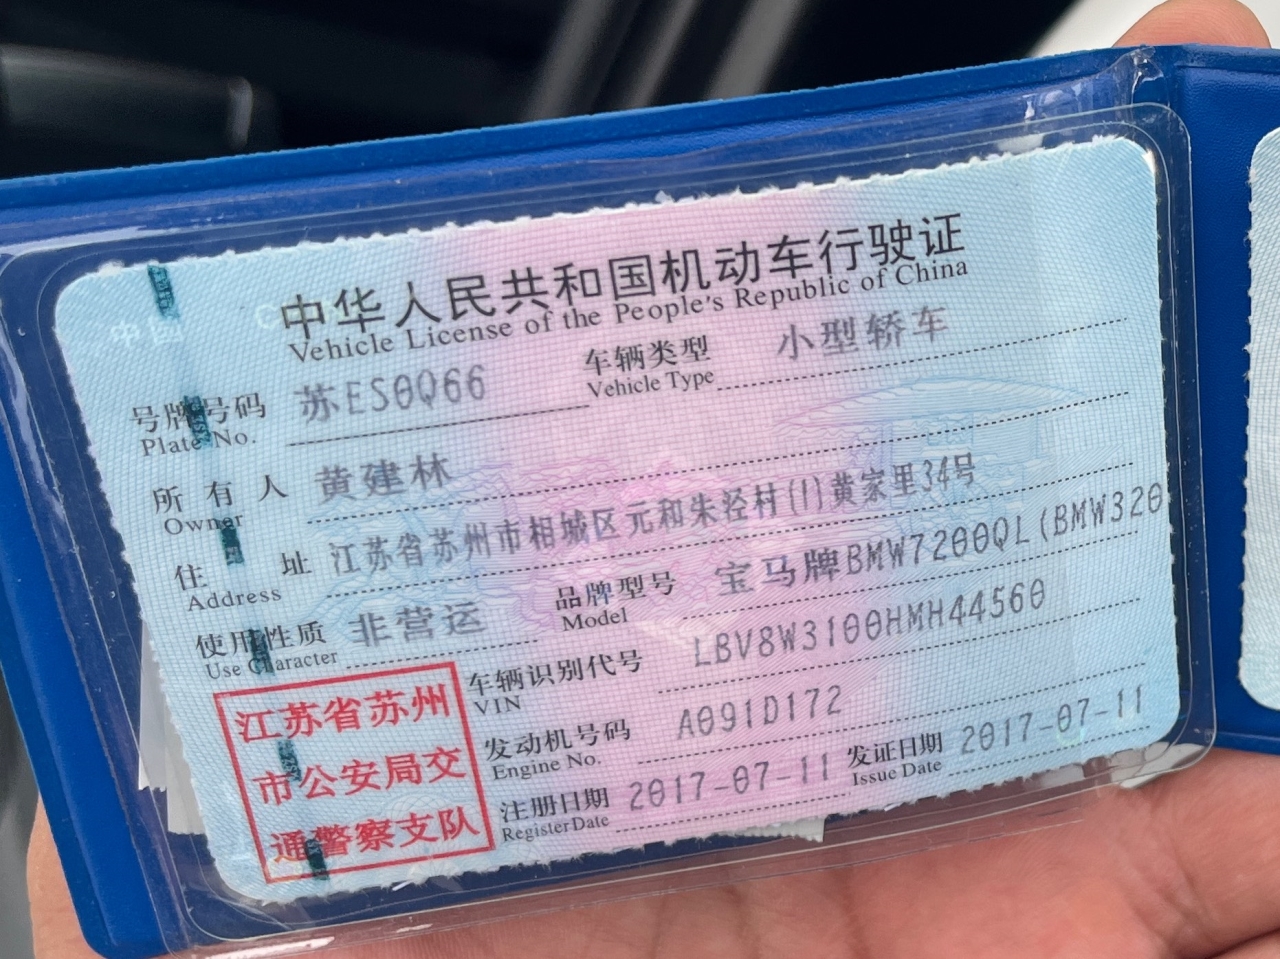 中华人民共和国机动车行驶证
Vehicle License of the People's Republic of China
号牌号码 苏ES0Q66 车辆类型 小型轿车
Plate No. Vehicle Type
所有人 黄建林
Owner
住址 江苏省苏州市相城区元和朱泾村(1)黄家里34号
Address
使用性质 非营运 品牌型号 宝马牌BMW7200QL(BMW320
Use Character Model
车辆识别代号 LBV8W3100HMH44560
VIN
发动机号码 A091D172
Engine No.
注册日期 2017-07-11 发证日期 2017-07-11
Register Date Issue Date
江苏省苏州
市公安局交
通警察支队